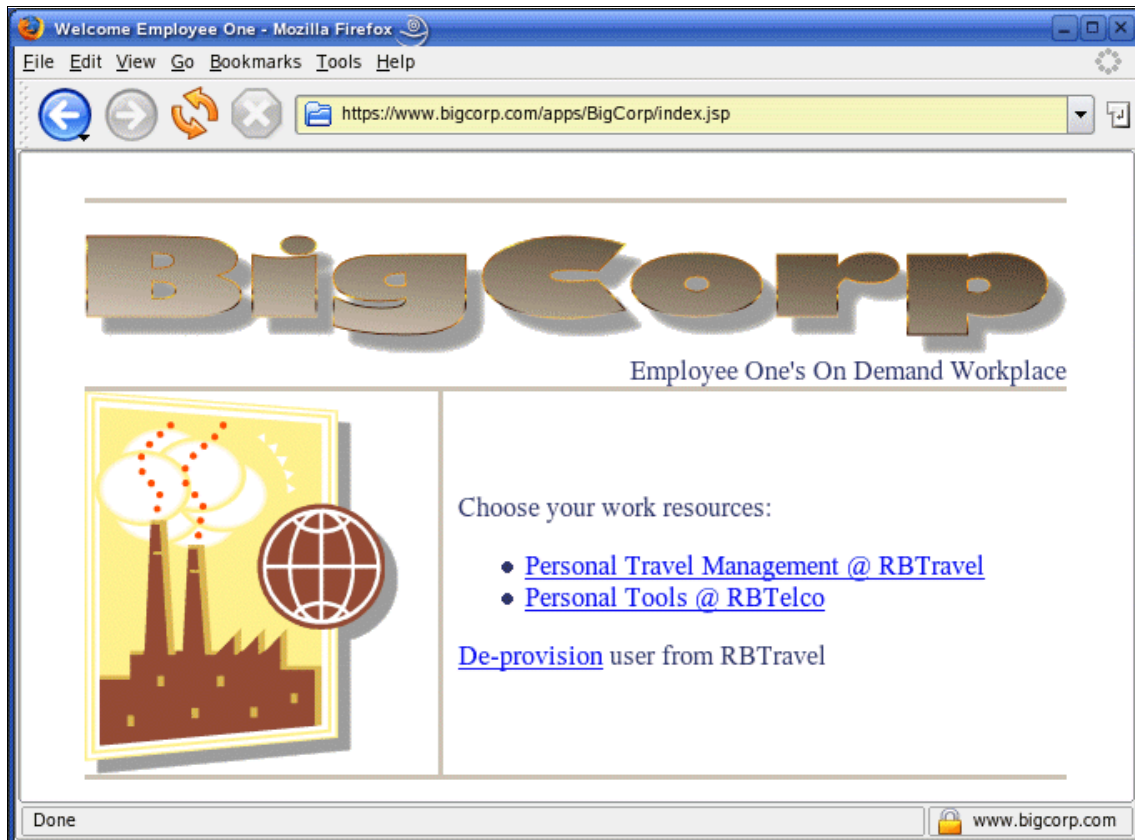 Welcome Employee One - Mozilla Firefox
File Edit View Go Bookmarks Tools Help
https://www.bigcorp.com/apps/BigCorp/index.jsp
BigCorp
Employee One's On Demand Workplace
Choose your work resources:
Personal Travel Management @ RBTravel
Personal Tools @ RBTelco
De-provision user from RBTravel
Done www.bigcorp.com